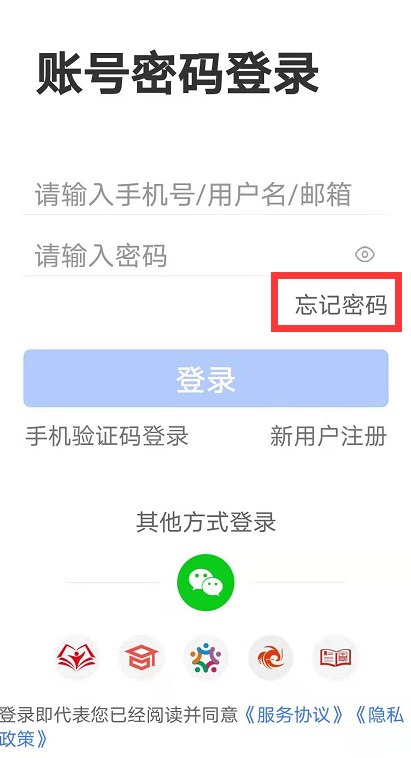 账号密码登录
请输入手机号/用户名/邮箱
请输入密码
忘记密码
登录
手机验证码登录
新用户注册
其他方式登录
登录即代表您已经阅读并同意《服务协议》《隐私
政策》